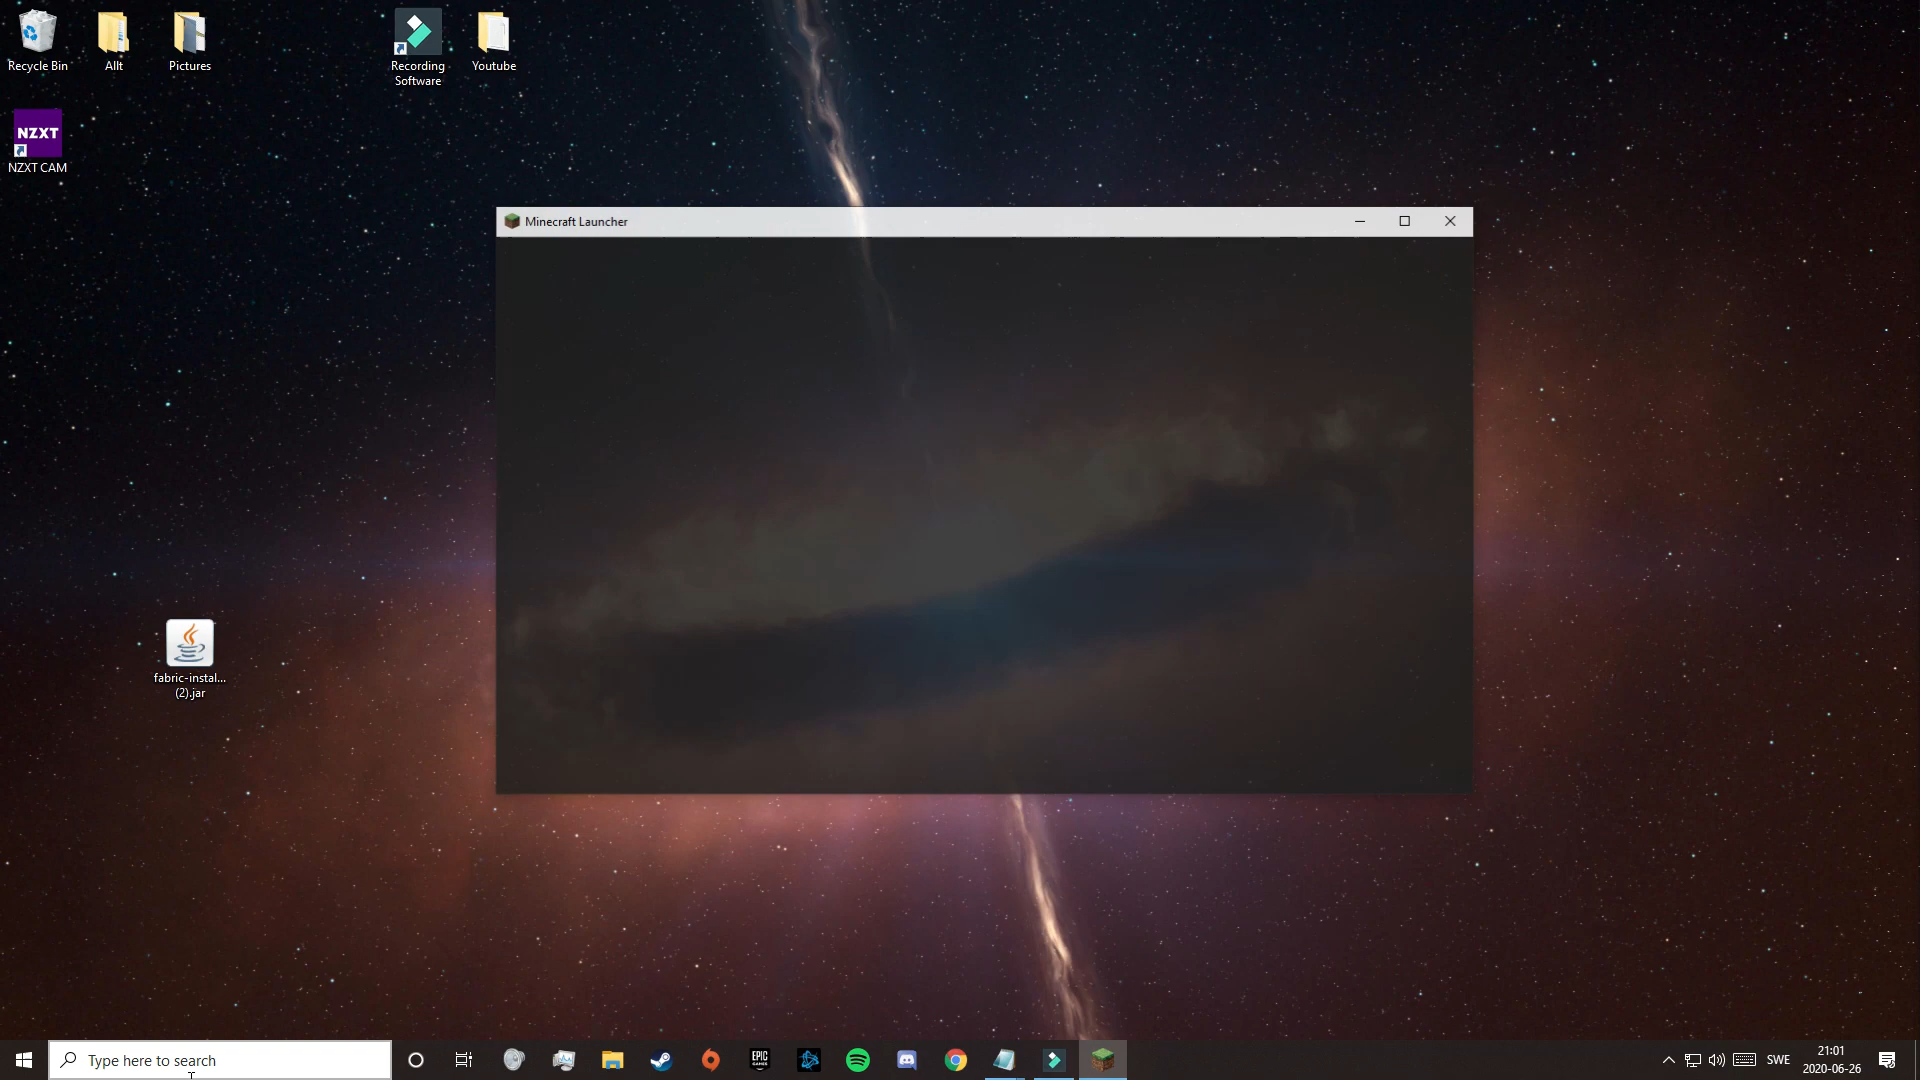 Recycle Bin
Allt
Pictures
Recording
Software
Youtube
NZXT
NZXT CAM
Minecraft Launcher
fabric-instal...
(2).jar
Type here to search
EPIC
GAMES
SWE
21:01
2020-06-26